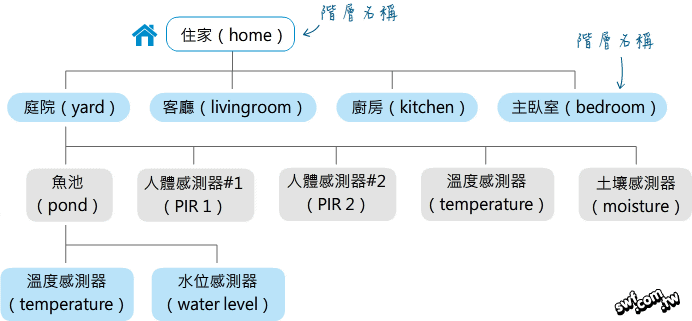 住家（home）
階層名稱
階層名稱
庭院（yard）
客廳（livingroom）
廚房（kitchen）
主臥室（bedroom）
魚池
（pond）
人體感測器#1
（PIR 1）
人體感測器#2
（PIR 2）
溫度感測器
（temperature）
土壤感測器
（moisture）
溫度感測器
（temperature）
水位感測器
（water level）
swf.com.tw